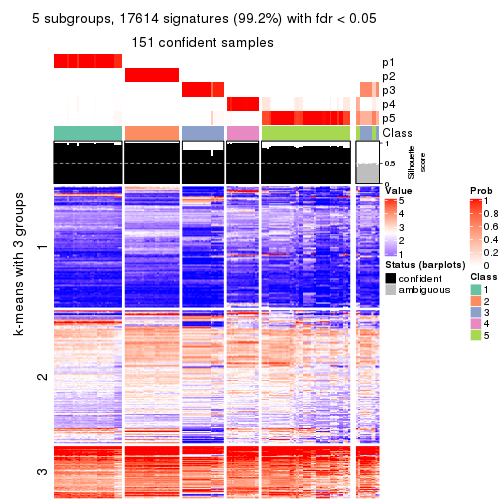 5 subgroups, 17614 signatures (99.2%) with fdr < 0.05
151 confident samples
p1
p2
p3
p4
p5
Class
1
0.5
0
Silhouette
score
k-means with 3 groups
1
2
3
Value
5
4
3
2
1
Status (barplots)
confident
ambiguous
Prob
1
0.8
0.6
0.4
0.2
0
Class
1
2
3
4
5